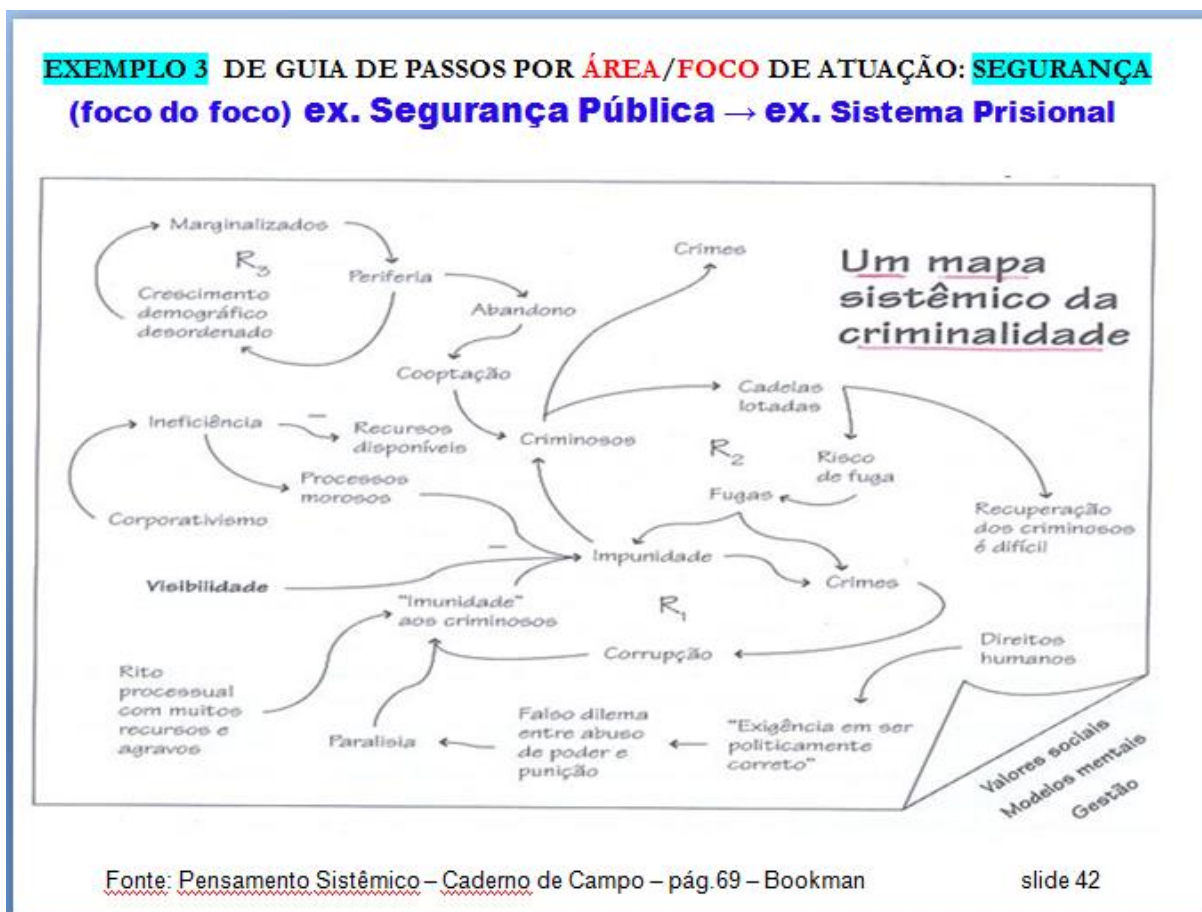 EXEMPLO 3 DE GUIA DE PASSOS POR ÁREA/FOCO DE ATUAÇÃO: SEGURANÇA
(foco do foco) ex. Segurança Pública → ex. Sistema Prisional
Um mapa
sistêmico da
criminalidade
Marginalizados
R3
Crescimento
demográfico
desordenado
Periferia
Abandono
Cooptação
Crimes
Cadeias
lotadas
Ineficiência
–
Recursos
disponíveis
Criminosos
R2
Risco
de fuga
Processos
morosos
Fugas
Corporativismo
Recuperação
dos criminosos
é difícil
–
Impunidade
Crimes
Visibilidade
"Imunidade"
aos criminosos
R1
Corrupção
Direitos
humanos
Rito
processual
com muitos
recursos e
agravos
Paralisia
Falso dilema
entre abuso
de poder e
punição
"Exigência em ser
politicamente
correto"
Valores sociais
Modelos mentais
Gestão
Fonte: Pensamento Sistêmico – Caderno de Campo – pág.69 – Bookman
slide 42